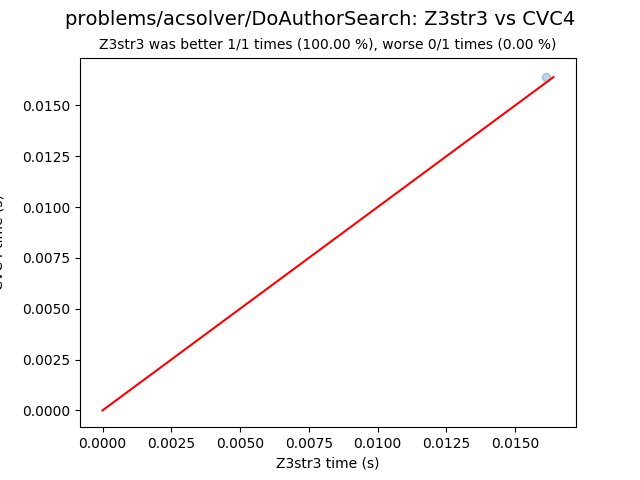 problems/acsolver/DoAuthorSearch: Z3str3 vs CVC4
Z3str3 was better 1/1 times (100.00 %), worse 0/1 times (0.00 %)
0.0150
0.0125
0.0100
0.0075
0.0050
0.0025
0.0000
0.0000 0.0025 0.0050 0.0075 0.0100 0.0125 0.0150
Z3str3 time (s)